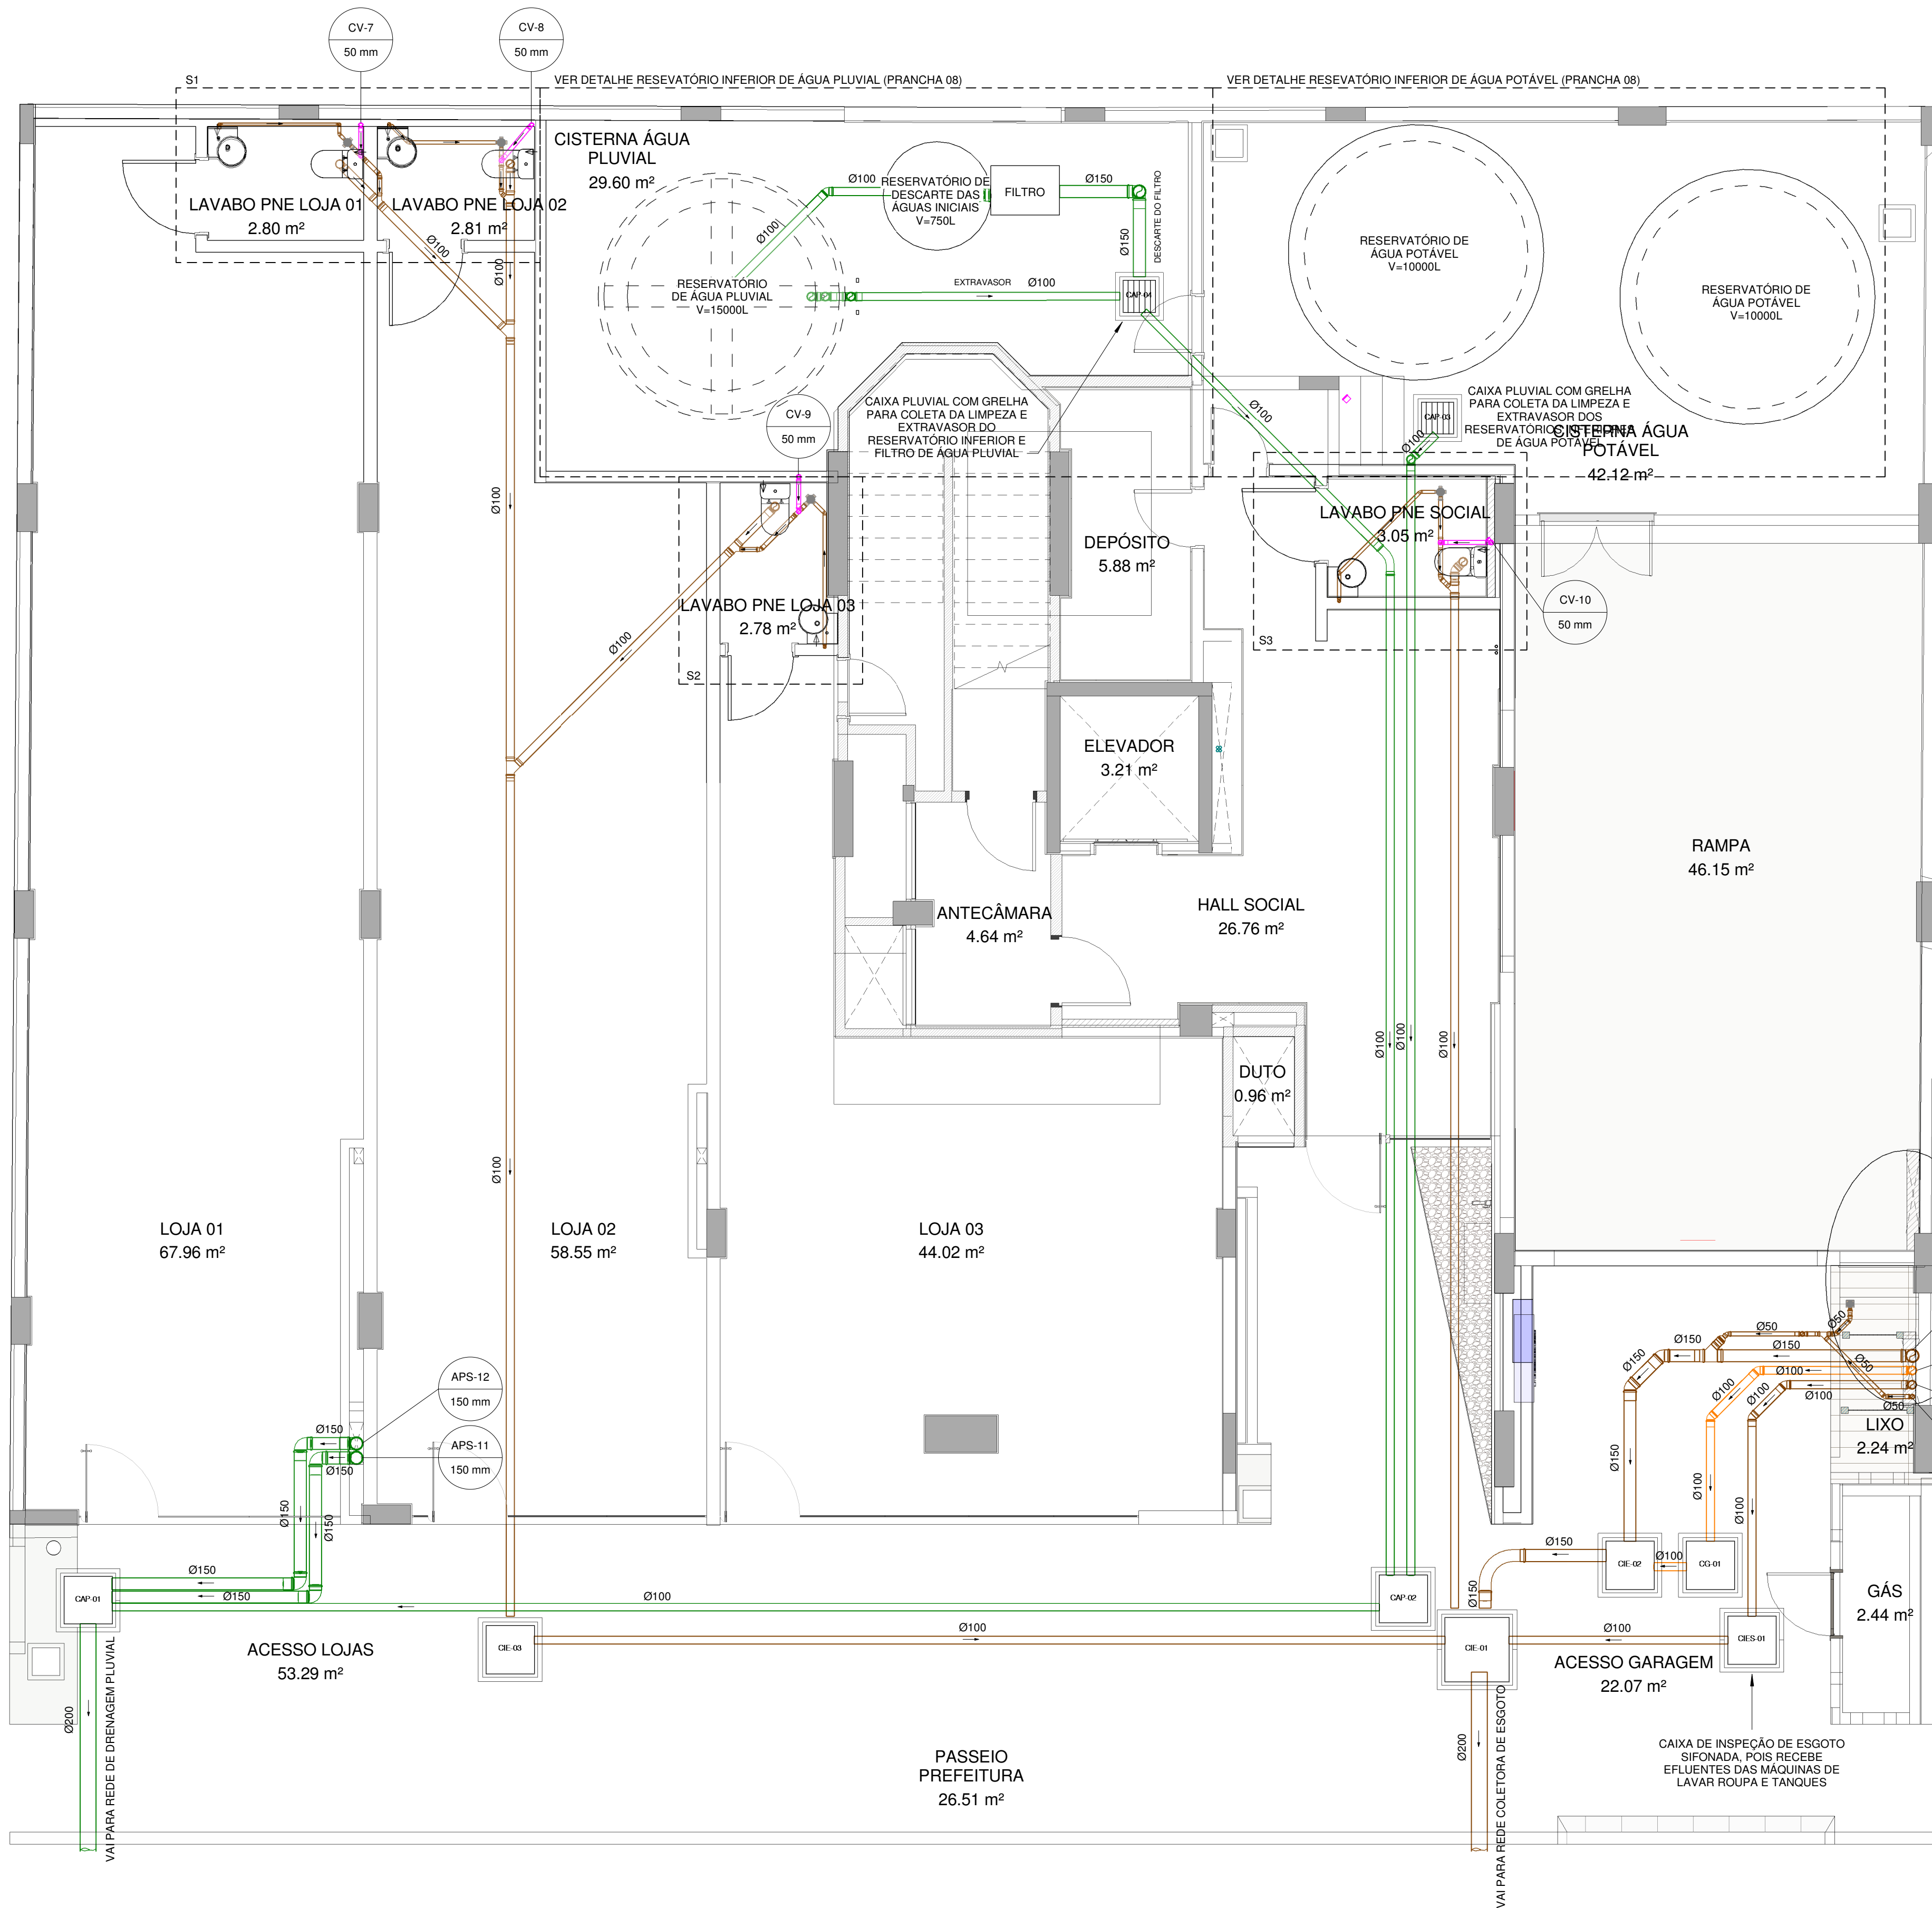 CV-7
50 mm
CV-8
50 mm
S1
VER DETALHE RESEVATÓRIO INFERIOR DE ÁGUA PLUVIAL (PRANCHA 08)
VER DETALHE RESEVATÓRIO INFERIOR DE ÁGUA POTÁVEL (PRANCHA 08)
CISTERNA ÁGUA
PLUVIAL
29.60 m²
LAVABO PNE LOJA 01
2.80 m²
LAVABO PNE LOJA 02
2.81 m²
Ø100
Ø100
Ø100
Ø100
RESERVATÓRIO DE
DESCARTE DAS
ÁGUAS INICIAIS
V=750L
FILTRO
Ø150
Ø150
DESCARTE DO FILTRO
RESERVATÓRIO
DE ÁGUA PLUVIAL
V=15000L
EXTRAVASOR
Ø100
CAP-04
RESERVATÓRIO DE
ÁGUA POTÁVEL
V=10000L
RESERVATÓRIO DE
ÁGUA POTÁVEL
V=10000L
CAIXA PLUVIAL COM GRELHA
PARA COLETA DA LIMPEZA E
EXTRAVASOR DO
RESERVATÓRIO INFERIOR E
FILTRO DE ÁGUA PLUVIAL
CV-9
50 mm
Ø100
CAP-03
Ø100
CAIXA PLUVIAL COM GRELHA
PARA COLETA DA LIMPEZA E
EXTRAVASOR DOS
RESERVATÓRIOS INFERIORES
DE ÁGUA POTÁVEL
CISTERNA ÁGUA
POTÁVEL
42.12 m²
Ø100
LAVABO PNE SOCIAL
3.05 m²
DEPÓSITO
5.88 m²
CV-10
50 mm
S3
LAVABO PNE LOJA 03
2.78 m²
S2
Ø100
ELEVADOR
3.21 m²
RAMPA
46.15 m²
ANTECÂMARA
4.64 m²
HALL SOCIAL
26.76 m²
Ø100
Ø100
Ø100
DUTO
0.96 m²
Ø100
LOJA 01
67.96 m²
LOJA 02
58.55 m²
LOJA 03
44.02 m²
Ø50
Ø50
Ø150
Ø150
Ø150
Ø100
Ø50
Ø100
Ø100
Ø100
Ø50
LIXO
2.24 m²
APS-12
150 mm
APS-11
150 mm
Ø150
Ø150
Ø150
Ø150
Ø150
Ø100
Ø100
Ø150
Ø150
CIE-02
Ø100
CG-01
Ø150
Ø150
CAP-01
Ø100
CAP-02
Ø150
GÁS
2.44 m²
CIE-03
Ø100
CIE-01
Ø100
CIES-01
ACESSO LOJAS
53.29 m²
ACESSO GARAGEM
22.07 m²
Ø200
VAI PARA REDE DE DRENAGEM PLUVIAL
Ø200
VAI PARA REDE COLETORA DE ESGOTO
CAIXA DE INSPEÇÃO DE ESGOTO
SIFONADA, POIS RECEBE
EFLUENTES DAS MÁQUINAS DE
LAVAR ROUPA E TANQUES
PASSEIO
PREFEITURA
26.51 m²